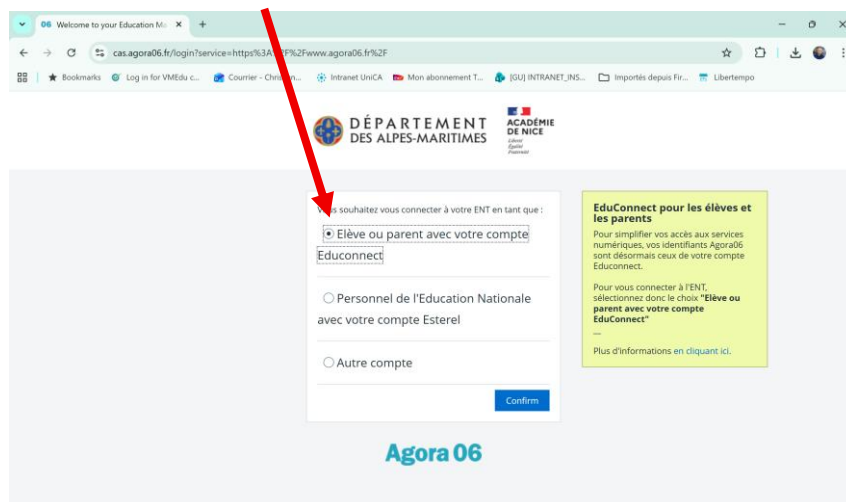 06 Welcome to your Education Ma
cas.agora06.fr/login?service=https%3A%2F%2Fwww.agora06.fr%2F
Bookmarks
Log in for VMEdu c...
Intranet UniCA
Mon abonnement T...
[GU] INTRANET_INS...
Importés depuis Fir...
Libertempo
DÉPARTEMENT
DES ALPES-MARITIMES
ACADÉMIE
DE NICE
Liberté
Égalité
Fraternité
souhaitez vous connecter à votre ENT en tant que :
Elève ou parent avec votre compte
Educonnect
Personnel de l'Education Nationale
avec votre compte Esterel
Autre compte
Confirm
EduConnect pour les élèves et
les parents
Pour simplifier vos accès aux services
numériques, vos identifiants Agora06
sont désormais ceux de votre compte
Educonnect.
Pour vous connecter à l'ENT,
sélectionnez donc le choix "Elève ou
parent avec votre compte
EduConnect"
---
Plus d'informations en cliquant ici.
Agora 06